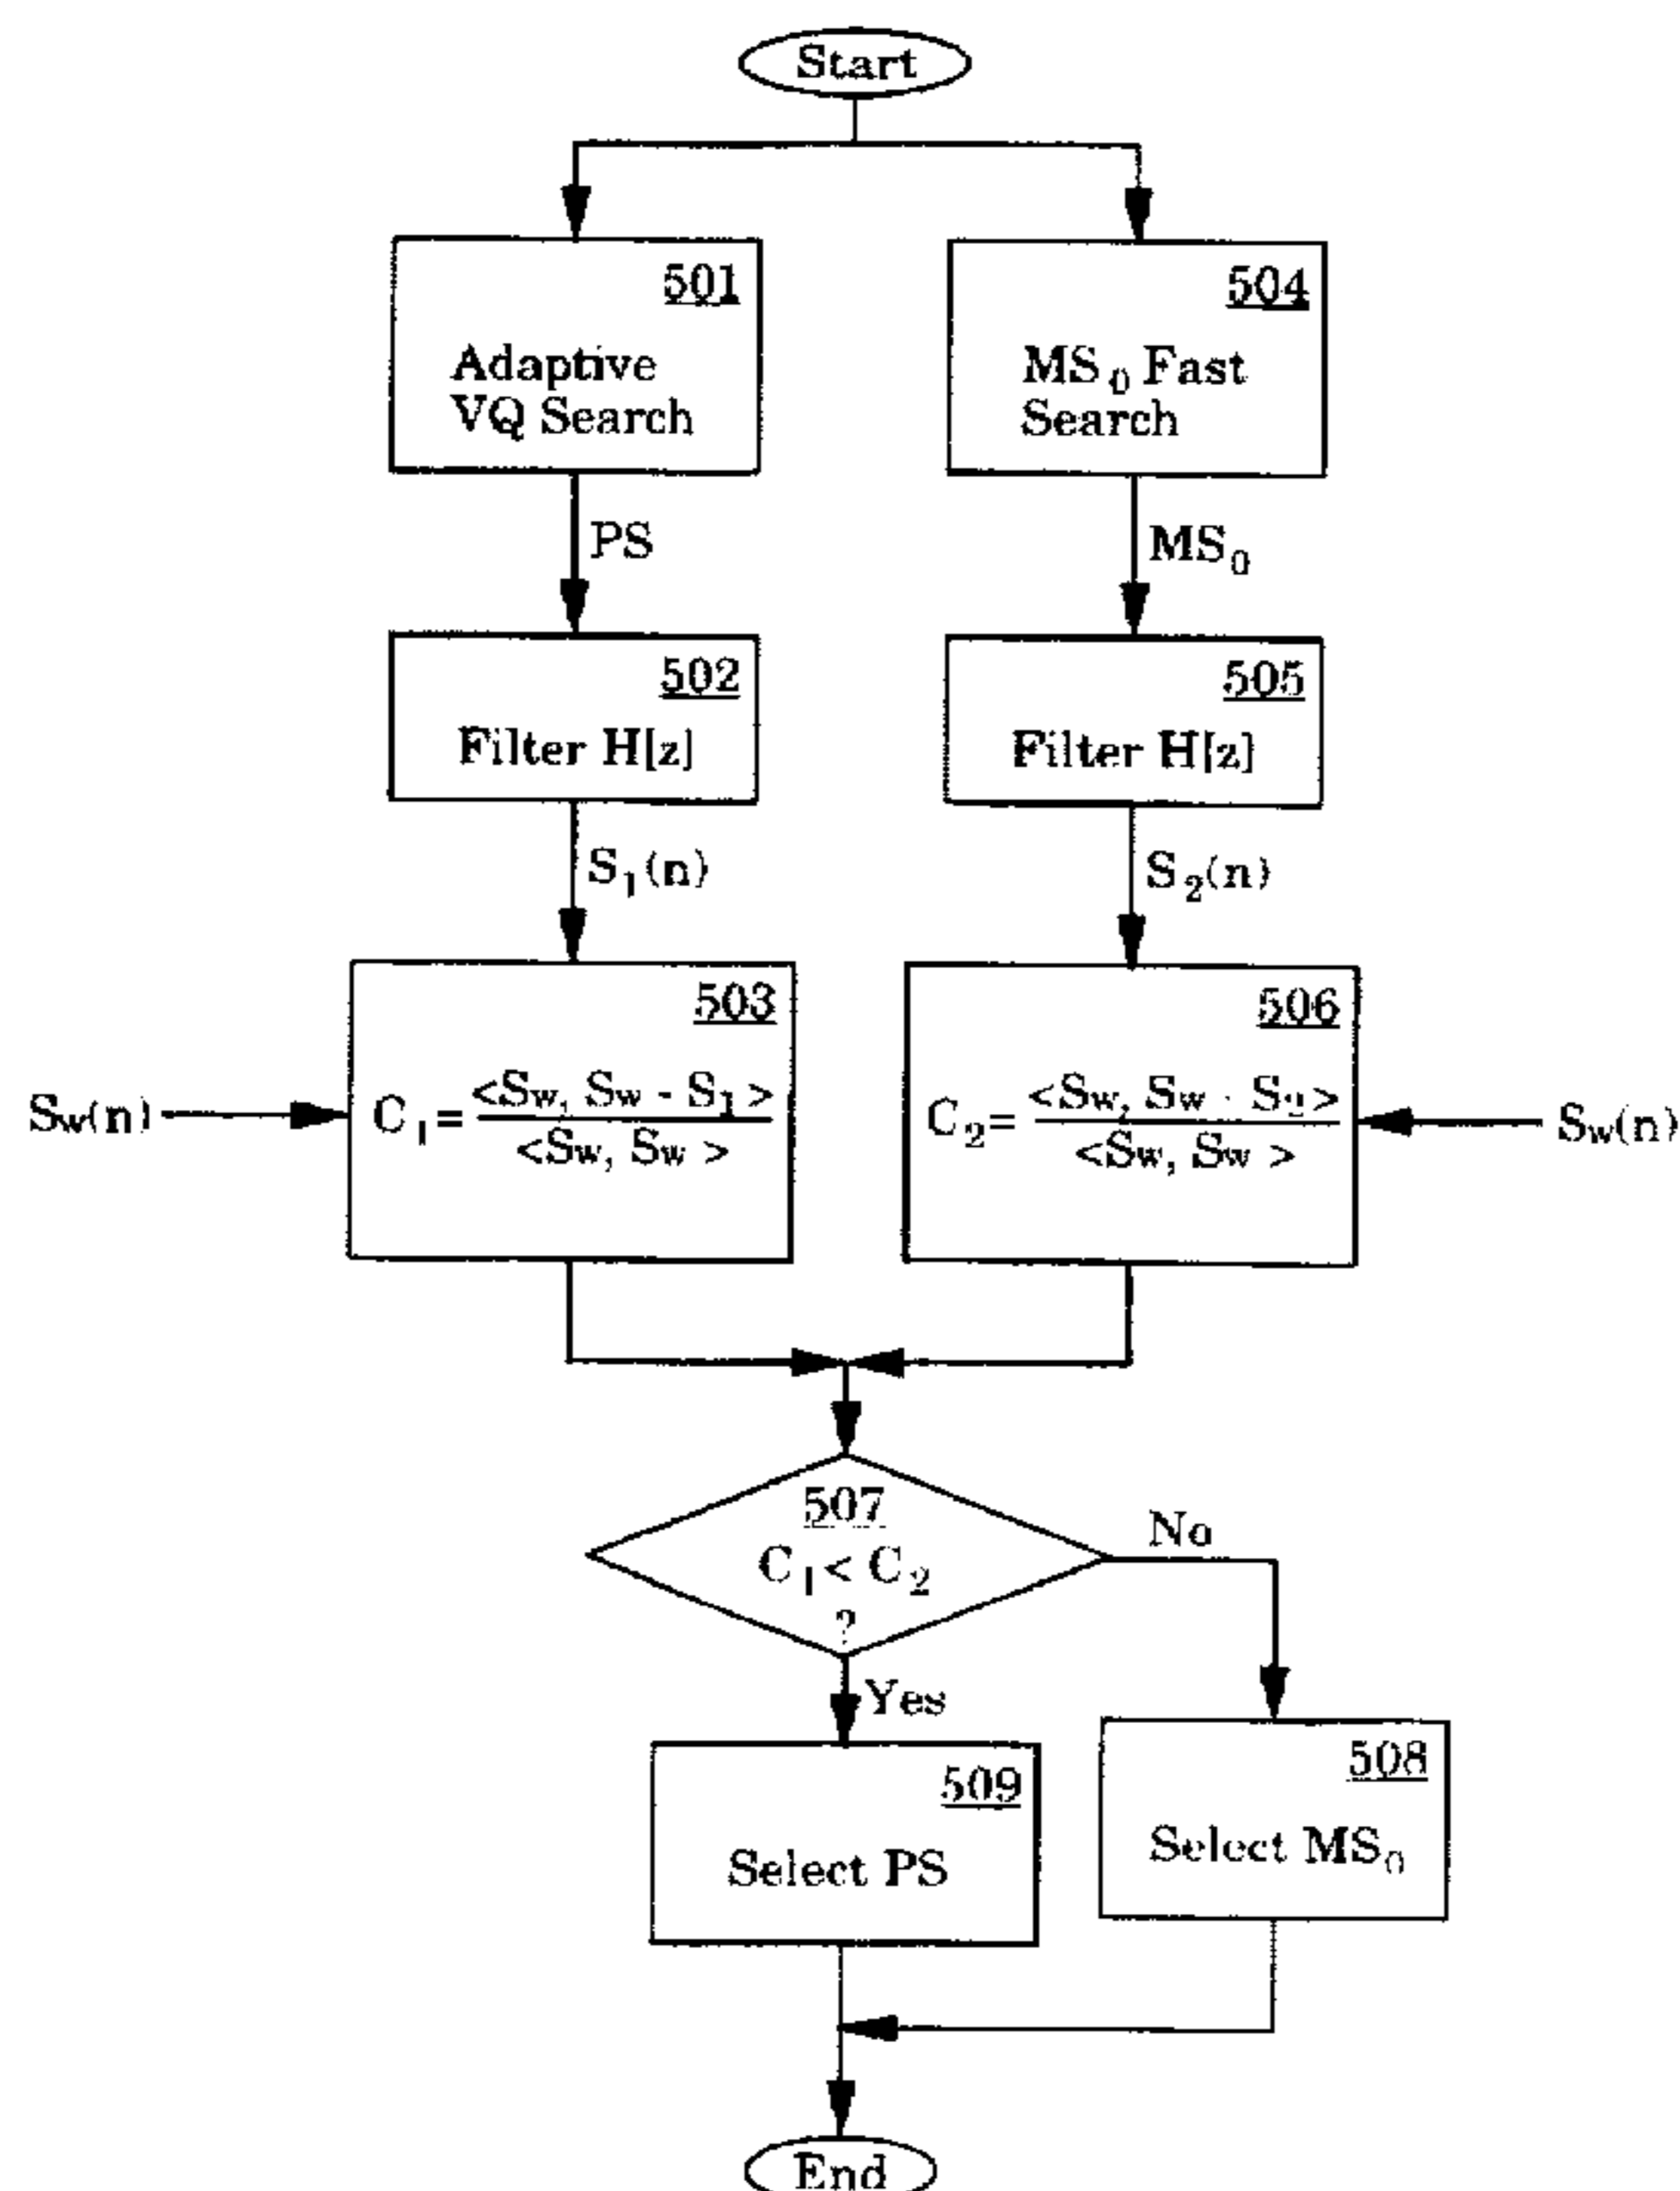 Start
501
Adaptive
VQ Search
504
MS0 Fast
Search
PS
MS0
502
Filter H[z]
505
Filter H[z]
S1(n)
S2(n)
503
Sw(n)
C1= <Sw, Sw - S1>
<Sw, Sw >
506
C2= <Sw, Sw - S2>
<Sw, Sw >
Sw(n)
507
C1< C2
?
No
Yes
509
Select PS
508
Select MS0
End